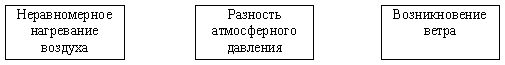 Неравномерное
нагревание
воздуха
Разность
атмосферного
давления
Возникновение
ветра